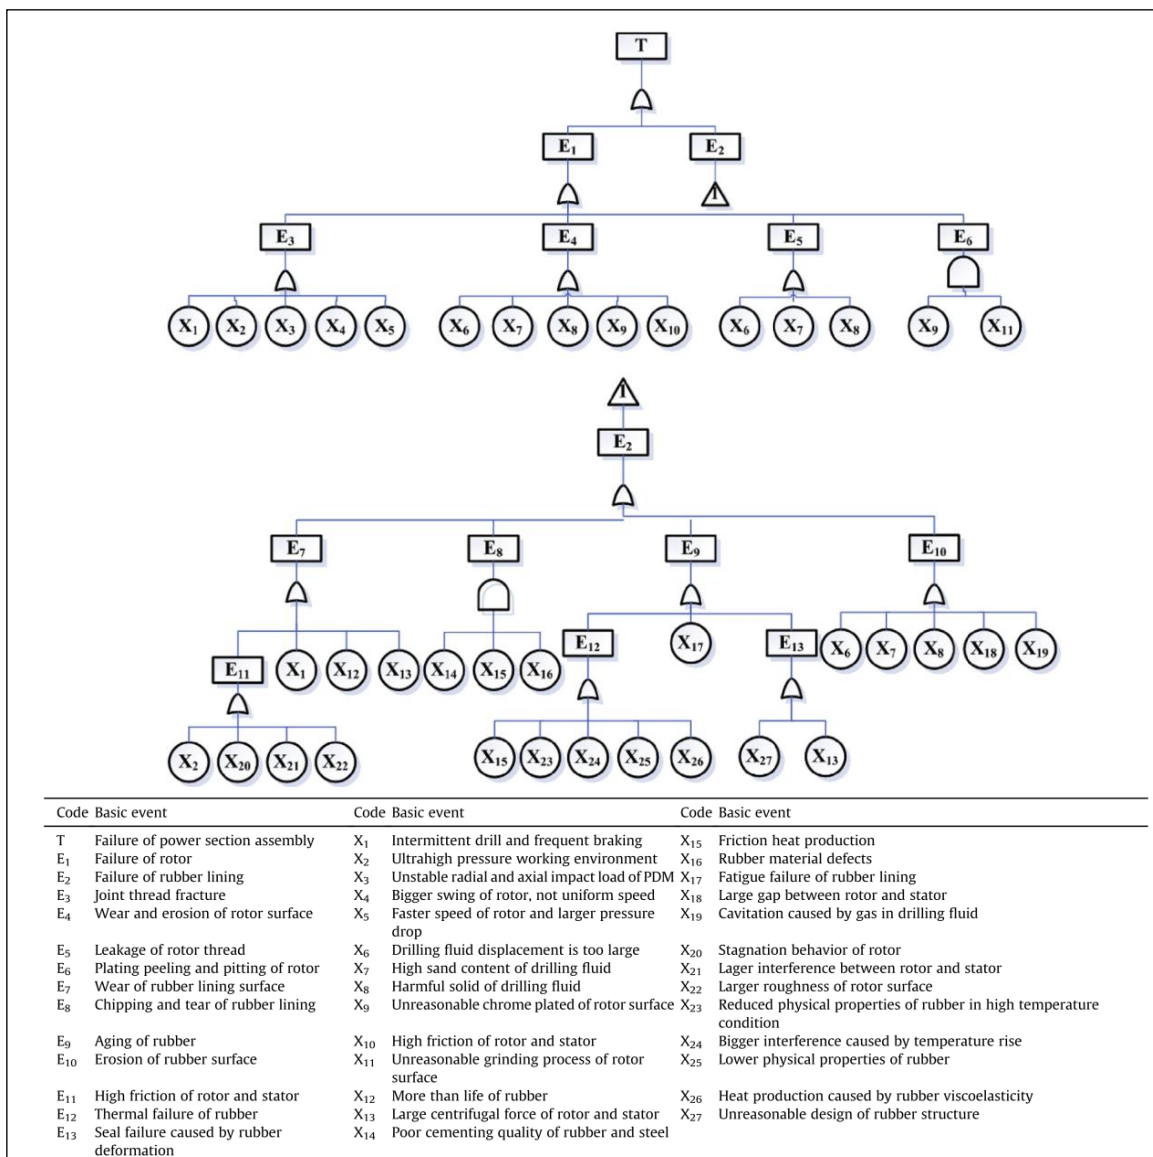 T
E₁ E₂
1
E₃ E₄ E₅ E₆
X₁ X₂ X₃ X₄ X₅ X₆ X₇ X₈ X₉ X₁₀ X₆ X₇ X₈ X₉ X₁₁
1
E₂
E₇ E₈ E₉ E₁₀
E₁₁ X₁ X₁₂ X₁₃ X₁₄ X₁₅ X₁₆ E₁₂ X₁₇ E₁₃ X₆ X₇ X₈ X₁₈ X₁₉
X₂ X₂₀ X₂₁ X₂₂ X₁₅ X₂₃ X₂₄ X₂₅ X₂₆ X₂₇ X₁₃
Code Basic event Code Basic event Code Basic event
T Failure of power section assembly X₁ Intermittent drill and frequent braking X₁₅ Friction heat production
E₁ Failure of rotor X₂ Ultrahigh pressure working environment X₁₆ Rubber material defects
E₂ Failure of rubber lining X₃ Unstable radial and axial impact load of PDM X₁₇ Fatigue failure of rubber lining
E₃ Joint thread fracture X₄ Bigger swing of rotor, not uniform speed X₁₈ Large gap between rotor and stator
E₄ Wear and erosion of rotor surface X₅ Faster speed of rotor and larger pressure X₁₉ Cavitation caused by gas in drilling fluid
drop
E₅ Leakage of rotor thread X₆ Drilling fluid displacement is too large X₂₀ Stagnation behavior of rotor
E₆ Plating peeling and pitting of rotor X₇ High sand content of drilling fluid X₂₁ Lager interference between rotor and stator
E₇ Wear of rubber lining surface X₈ Harmful solid of drilling fluid X₂₂ Larger roughness of rotor surface
E₈ Chipping and tear of rubber lining X₉ Unreasonable chrome plated of rotor surface X₂₃ Reduced physical properties of rubber in high temperature
condition
E₉ Aging of rubber X₁₀ High friction of rotor and stator X₂₄ Bigger interference caused by temperature rise
E₁₀ Erosion of rubber surface X₁₁ Unreasonable grinding process of rotor X₂₅ Lower physical properties of rubber
surface
E₁₁ High friction of rotor and stator X₁₂ More than life of rubber X₂₆ Heat production caused by rubber viscoelasticity
E₁₂ Thermal failure of rubber X₁₃ Large centrifugal force of rotor and stator X₂₇ Unreasonable design of rubber structure
E₁₃ Seal failure caused by rubber X₁₄ Poor cementing quality of rubber and steel
deformation